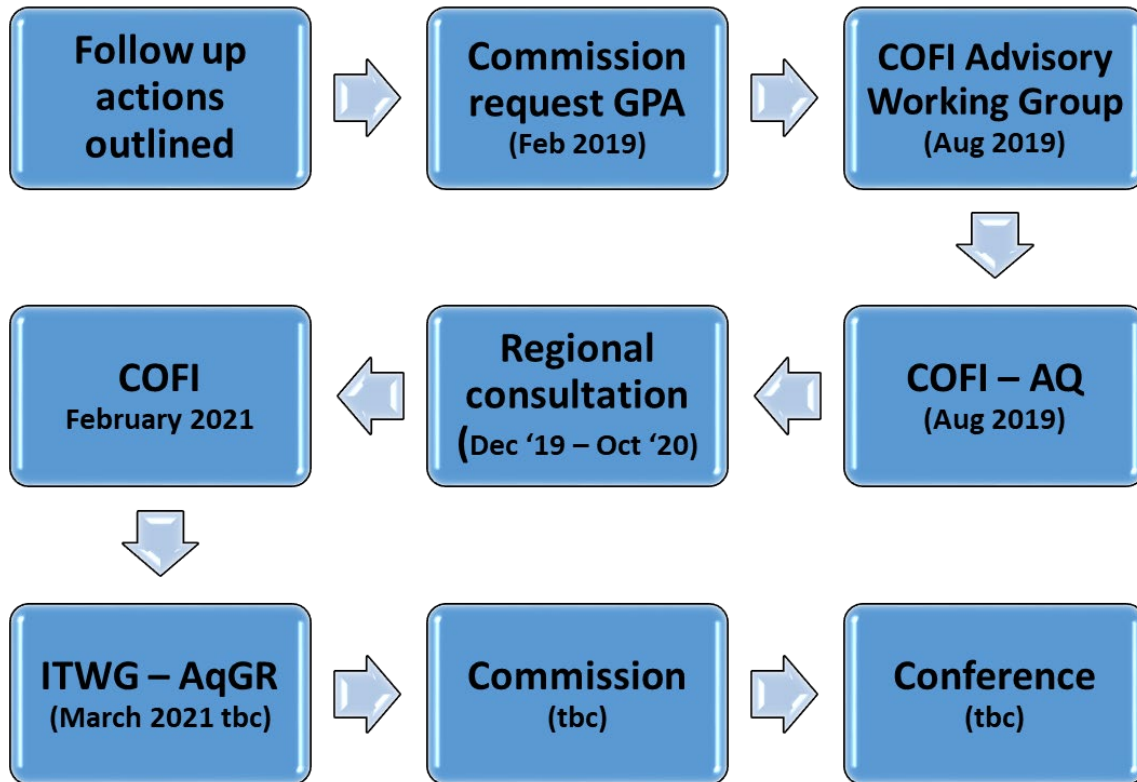 Follow up
actions
outlined
Commission
request GPA
(Feb 2019)
COFI Advisory
Working Group
(Aug 2019)
COFI – AQ
(Aug 2019)
Regional
consultation
(Dec ‘19 – Oct ‘20)
COFI
February 2021
ITWG – AqGR
(March 2021 tbc)
Commission
(tbc)
Conference
(tbc)